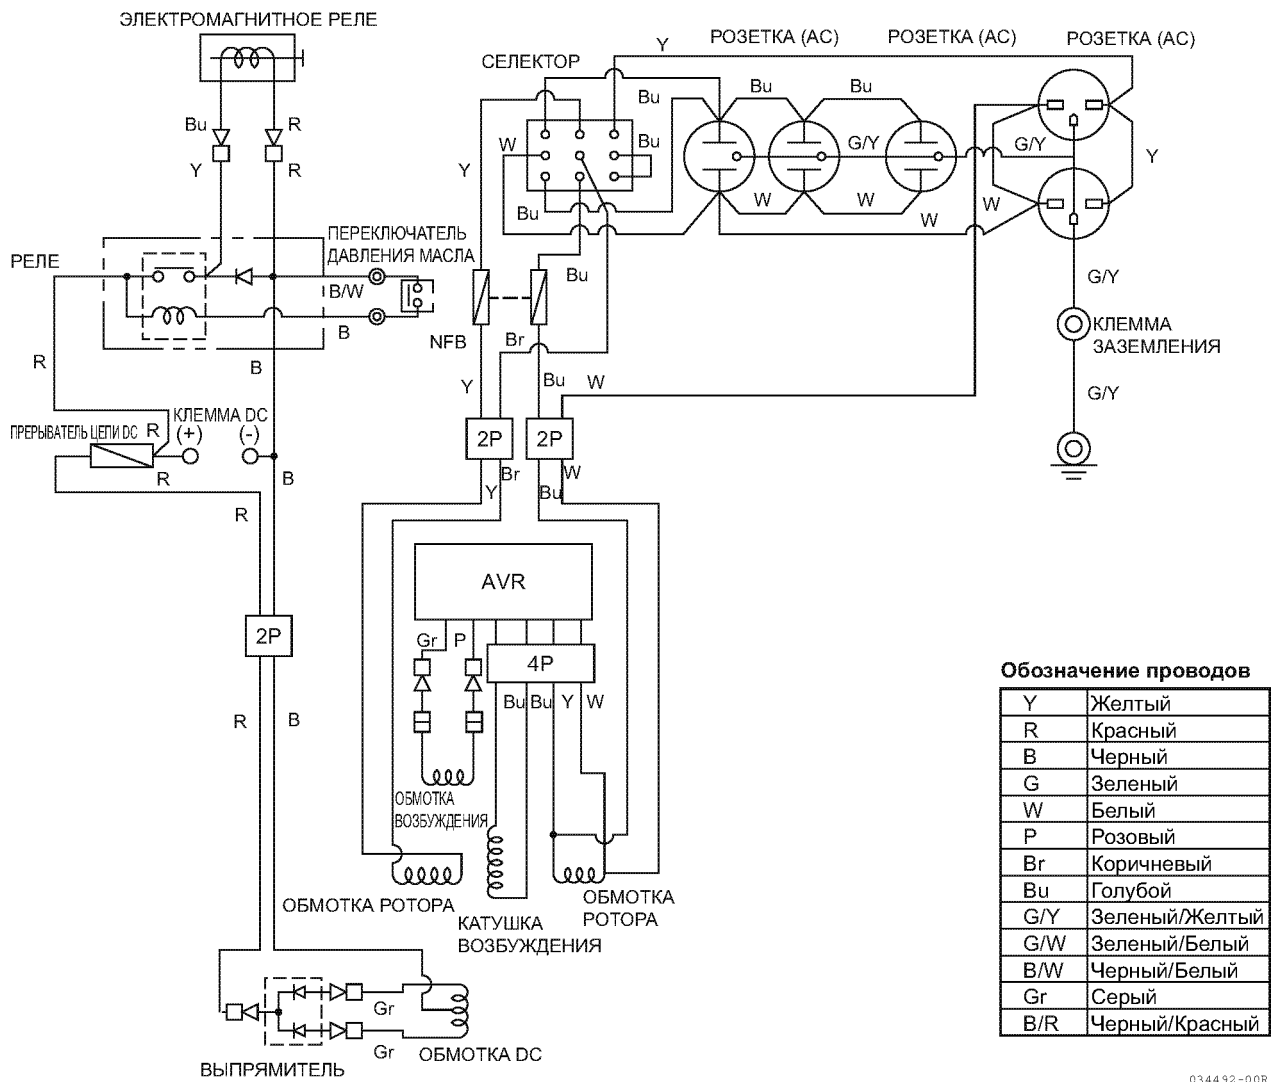 ЭЛЕКТРОМАГНИТНОЕ РЕЛЕ
Y
РОЗЕТКА (AC)
РОЗЕТКА (AC)
РОЗЕТКА (AC)
СЕЛЕКТОР
Bu
Bu
Bu
Bu
R
W
Bu
G/Y
G/Y
Y
Y
R
Y
W
W
W
W
Bu
РЕЛЕ
ПЕРЕКЛЮЧАТЕЛЬ
ДАВЛЕНИЯ МАСЛА
B/W
B
Bu
G/Y
NFB
Br
КЛЕММА
ЗАЗЕМЛЕНИЯ
R
B
Y
Bu
W
G/Y
ПРЕРЫВАТЕЛЬ ЦЕПИ DC
R
КЛЕММА DC
(+)
(-)
2P
2P
R
B
Br
W
Y
Bu
R
AVR
2P
Gr
P
4P
R
B
Bu
Bu
Y
W
ОБМОТКА
ВОЗБУЖДЕНИЯ
ОБМОТКА РОТОРА
КАТУШКА
ВОЗБУЖДЕНИЯ
ОБМОТКА
РОТОРА
Gr
Gr
ОБМОТКА DC
ВЫПРЯМИТЕЛЬ
Обозначение проводов
Y Желтый
R Красный
B Черный
G Зеленый
W Белый
P Розовый
Br Коричневый
Bu Голубой
G/Y Зеленый/Желтый
G/W Зеленый/Белый
B/W Черный/Белый
Gr Серый
B/R Черный/Красный
034492-00R